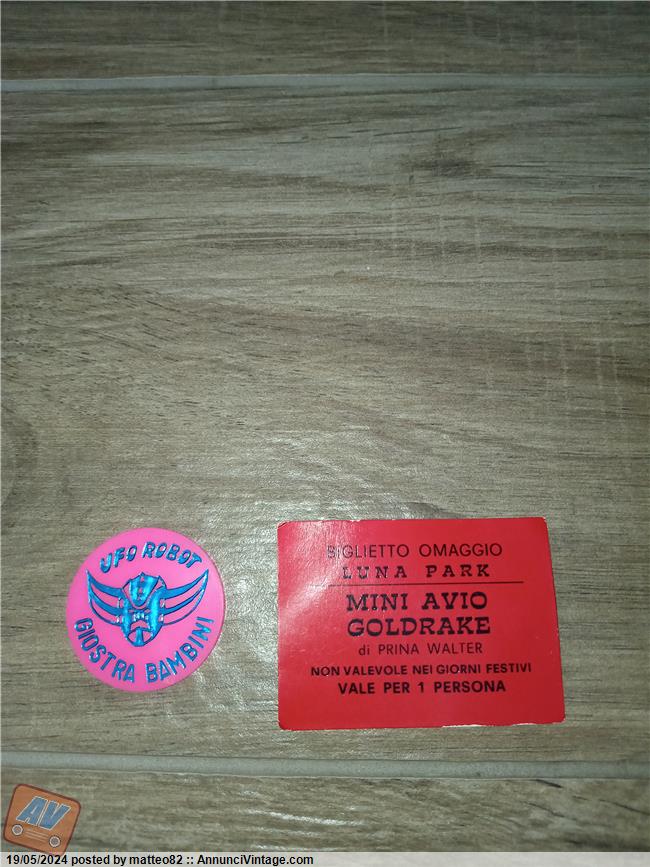 UFO ROBOT
GIOSTRA BAMBINI
BIGLIETTO OMAGGIO
LUNA PARK
MINI AVIO
GOLDRAKE
di PRINA WALTER
NON VALEVOLE NEI GIORNI FESTIVI
VALE PER 1 PERSONA
AV
19/05/2024 posted by matteo82 :: AnnunciVintage.com